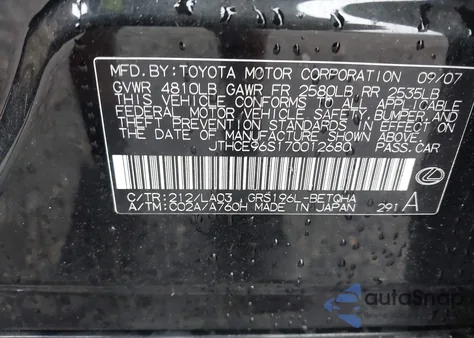 MFD. BY: TOYOTA MOTOR CORPORATION 09/07
GVWR 4810LB GAWR FR 2580LB RR 2535LB
THIS VEHICLE CONFORMS TO ALL APPLICABLE
FEDERAL MOTOR VEHICLE SAFETY, BUMPER, AND
THEFT PREVENTION STANDARDS IN EFFECT ON
THE DATE OF MANUFACTURE SHOWN ABOVE.
JTHCE96S170012680 PASS.CAR
C/TR:212/LA03 GRS196L-BETQHA
A/TM:C02A/A760H MADE IN JAPAN 291 A
autoSnap